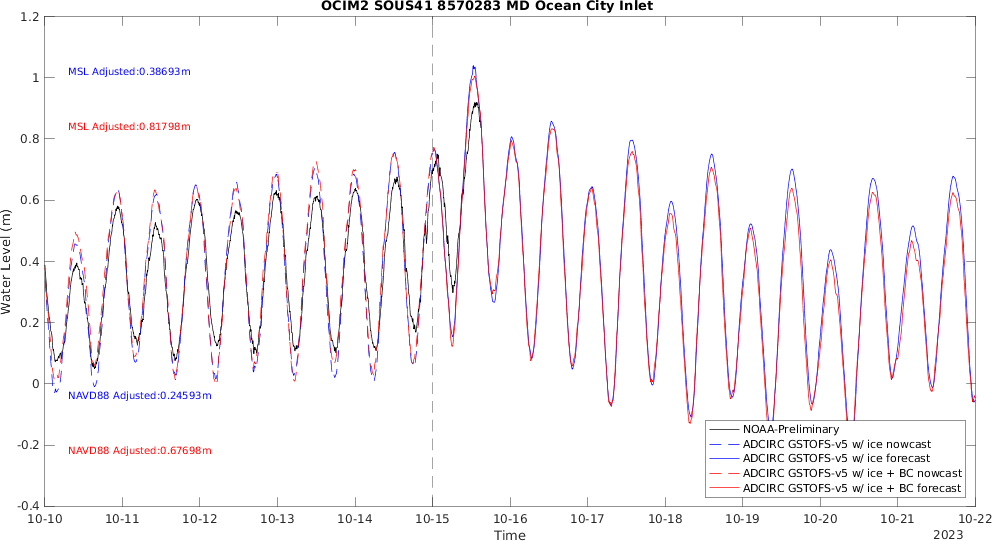 OCIM2 SOUS41 8570283 MD Ocean City Inlet
1.2
1
0.8
0.6
0.4
0.2
0
-0.2
-0.4
Water Level (m)
MSL Adjusted:0.38693m
MSL Adjusted:0.81798m
NAVD88 Adjusted:0.24593m
NAVD88 Adjusted:0.67698m
NOAA-Preliminary
ADCIRC GSTOFS-v5 w/ ice nowcast
ADCIRC GSTOFS-v5 w/ ice forecast
ADCIRC GSTOFS-v5 w/ ice + BC nowcast
ADCIRC GSTOFS-v5 w/ ice + BC forecast
10-10 10-11 10-12 10-13 10-14 10-15 10-16 10-17 10-18 10-19 10-20 10-21 10-22
Time
2023